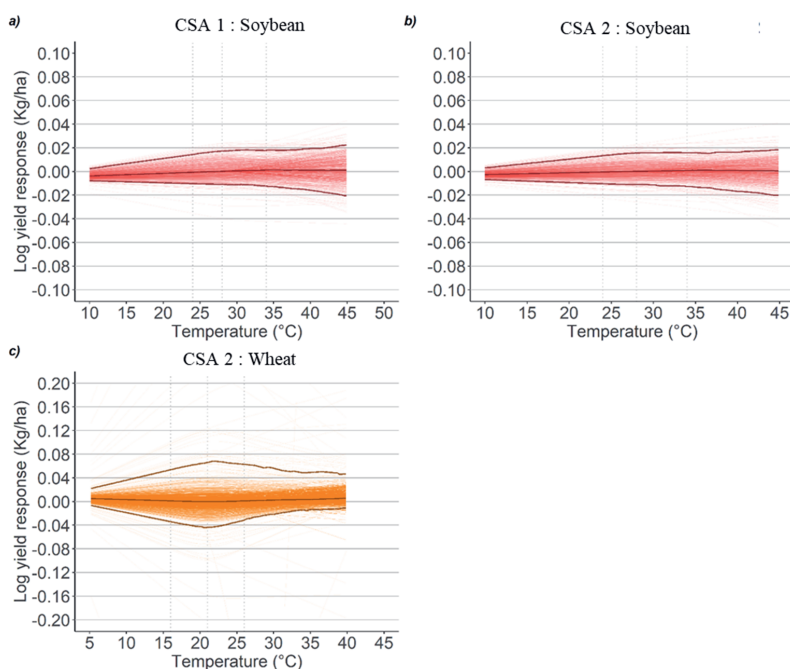 a)
CSA 1 : Soybean
0.10
0.08
0.06
0.04
0.02
0.00
-0.02
-0.04
-0.06
-0.08
-0.10
Log yield response (Kg/ha)
10 15 20 25 30 35 40 45 50
Temperature (°C)
b)
CSA 2 : Soybean
0.10
0.08
0.06
0.04
0.02
0.00
-0.02
-0.04
-0.06
-0.08
-0.10
Log yield response (Kg/ha)
10 15 20 25 30 35 40 45 50
Temperature (°C)
c)
CSA 2 : Wheat
0.20
0.16
0.12
0.08
0.04
0.00
-0.04
-0.08
-0.12
-0.16
-0.20
Log yield response (Kg/ha)
5 10 15 20 25 30 35 40 45
Temperature (°C)